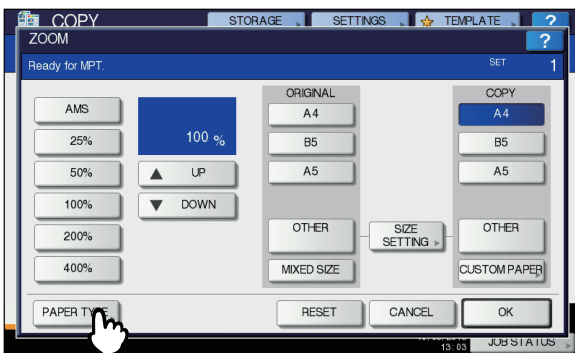 COPY STORAGE SETTINGS TEMPLATE ?
ZOOM ?
Ready for MPT. SET 1
ORIGINAL COPY
AMS A4 A4
25% 100 % B5 B5
50% UP A5 A5
100% DOWN
200% OTHER SIZE SETTING OTHER
400% MIXED SIZE CUSTOM PAPER
PAPER TYPE RESET CANCEL OK
13:03 JOB STATUS